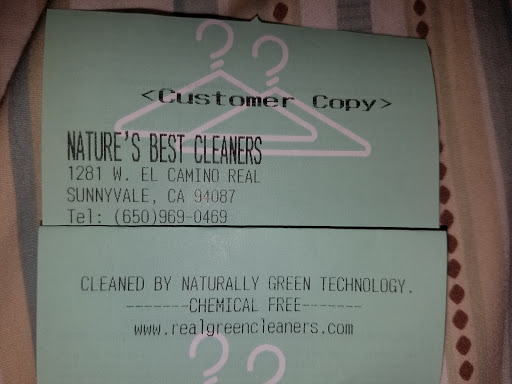 <Customer Copy>
NATURE'S BEST CLEANERS
1281 W. EL CAMINO REAL
SUNNYVALE, CA 94087
Tel: (650)969-0469
CLEANED BY NATURALLY GREEN TECHNOLOGY.
-------CHEMICAL FREE-------
www.realgreencleaners.com